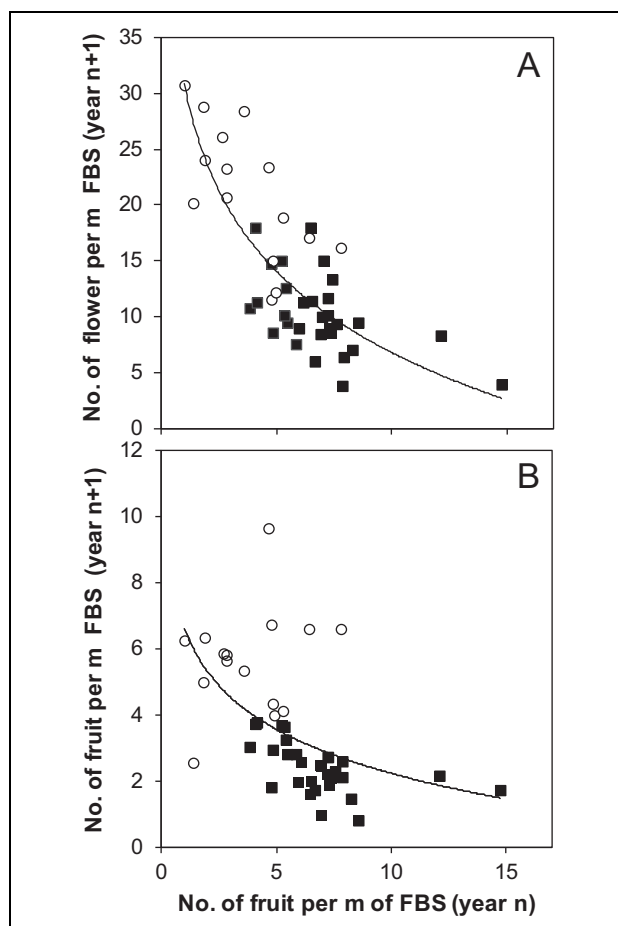 A
No. of flower per m FBS (year n+1)
35
30
25
20
15
10
5
0
B
No. of fruit per m FBS (year n+1)
12
10
8
6
4
2
0
0 5 10 15
No. of fruit per m of FBS (year n)